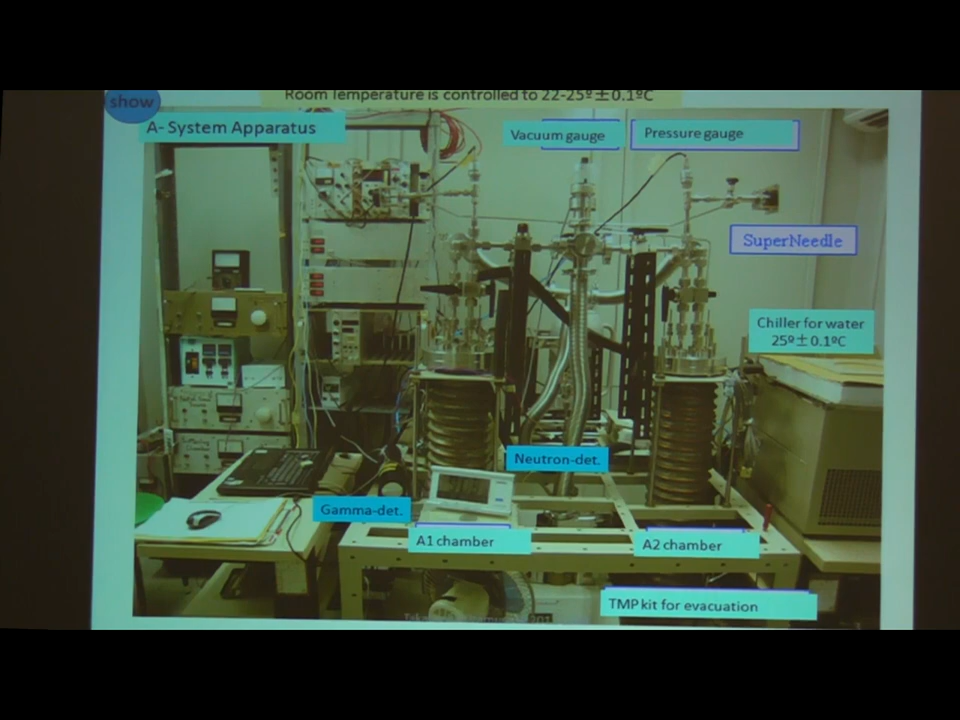 show
Room Temperature is controlled to 22-25º±0.1ºC
A- System Apparatus
Vacuum gauge
Pressure gauge
SuperNeedle
Chiller for water
25º±0.1ºC
Neutron-det.
Gamma-det.
A1 chamber
A2 chamber
TMP kit for evacuation